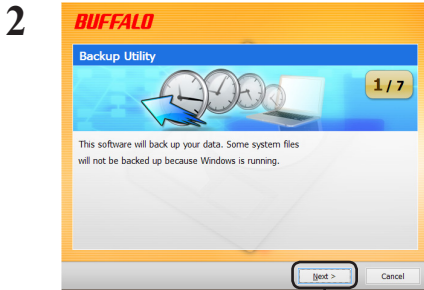 2
BUFFALO
Backup Utility
1/7
This software will back up your data. Some system files
will not be backed up because Windows is running.
Next > Cancel